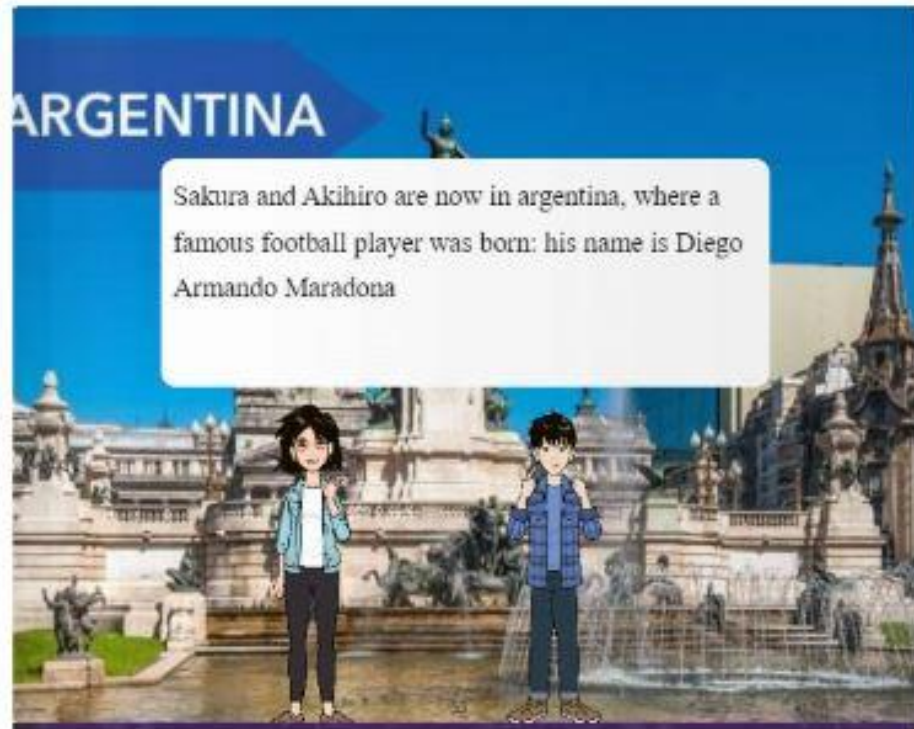 ARGENTINA
Sakura and Akihiro are now in argentina, where a
famous football player was born: his name is Diego
Armando Maradona